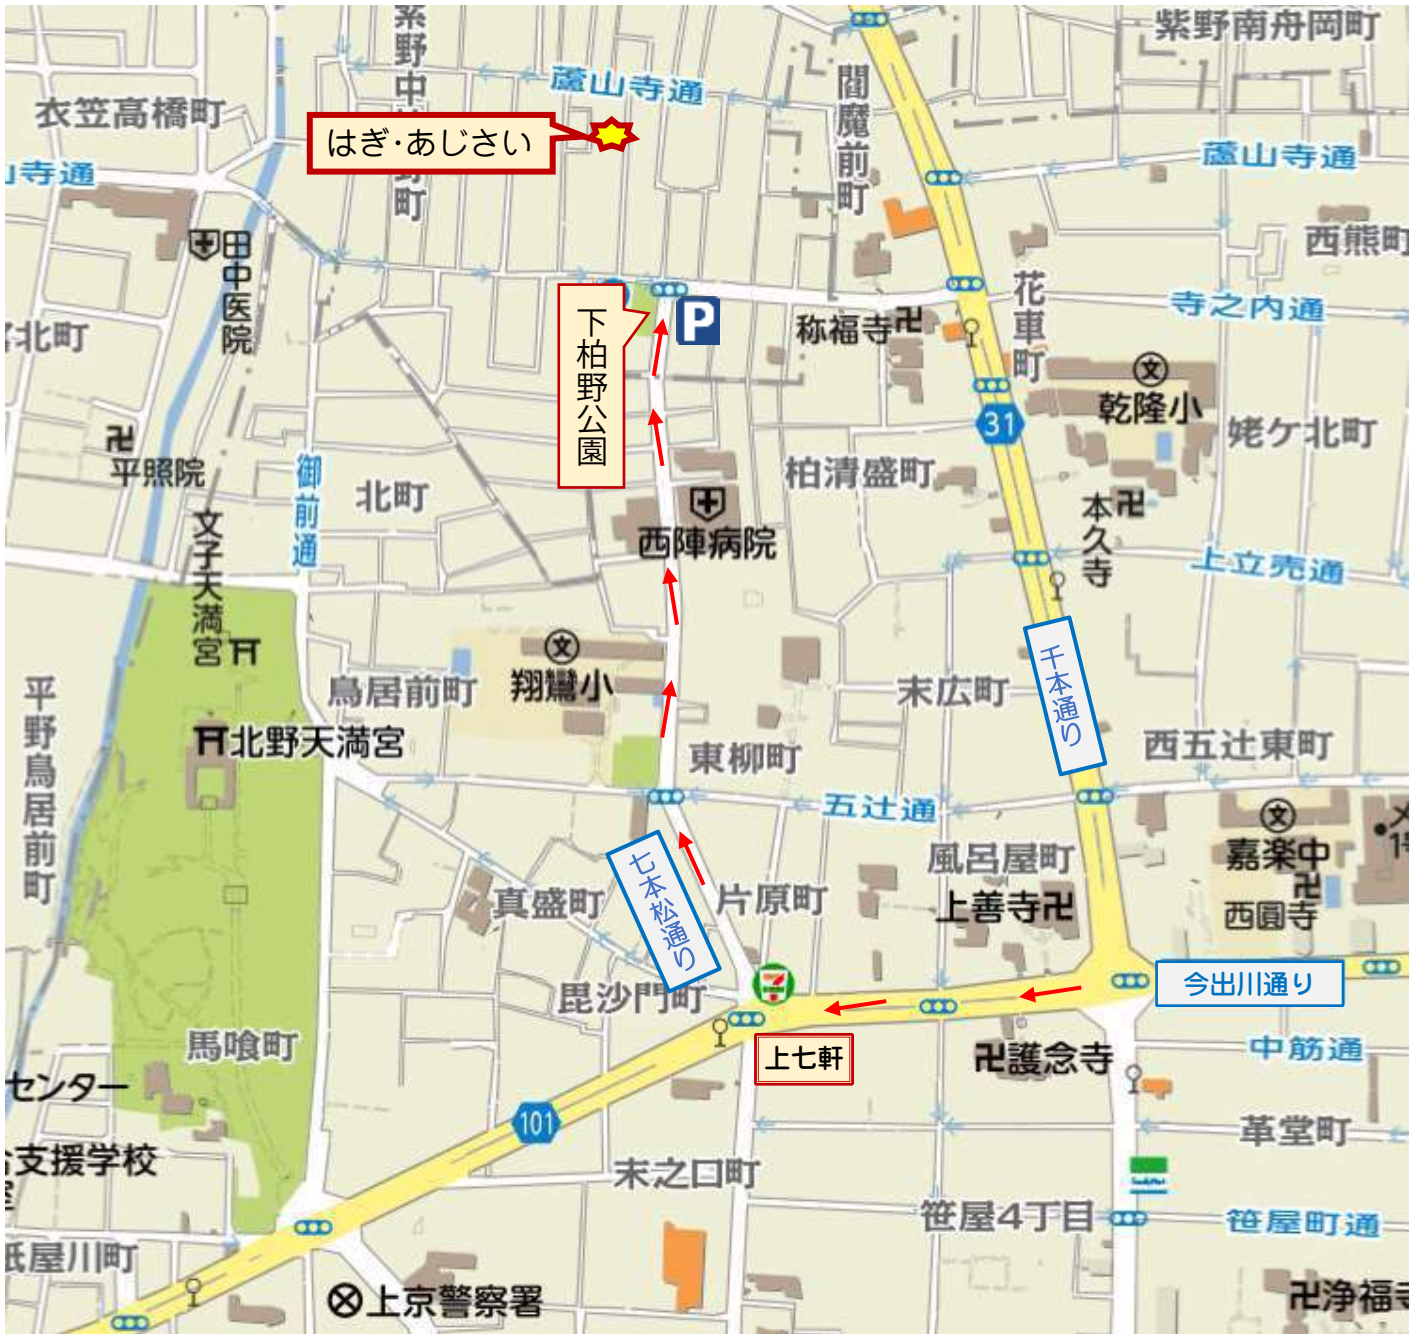 紫野南舟岡町
蘆山寺通
閻魔前町
衣笠高橋町
はぎ・あじさい
蘆山寺通
山寺通
西熊町
田中医院
花車町
寺之内通
下柏野公園
P
称福寺
北町
文
乾隆小
31
姥ケ北町
平照院
御前通
北町
柏清盛町
本久寺
文子天満宮
西陣病院
上立売通
文
翔鸞小
千本通り
平野鳥居前町
鳥居前町
末広町
北野天満宮
東柳町
西五辻東町
五辻通
文
嘉楽中
七本松通り
風呂屋町
真盛町
片原町
上善寺
西圓寺
今出川通り
毘沙門町
7
馬喰町
上七軒
護念寺
中筋通
センター
101
革堂町
支援学校
末之口町
FamilyMart
笹屋4丁目
笹屋町通
紙屋川町
上京警察署
浄福寺